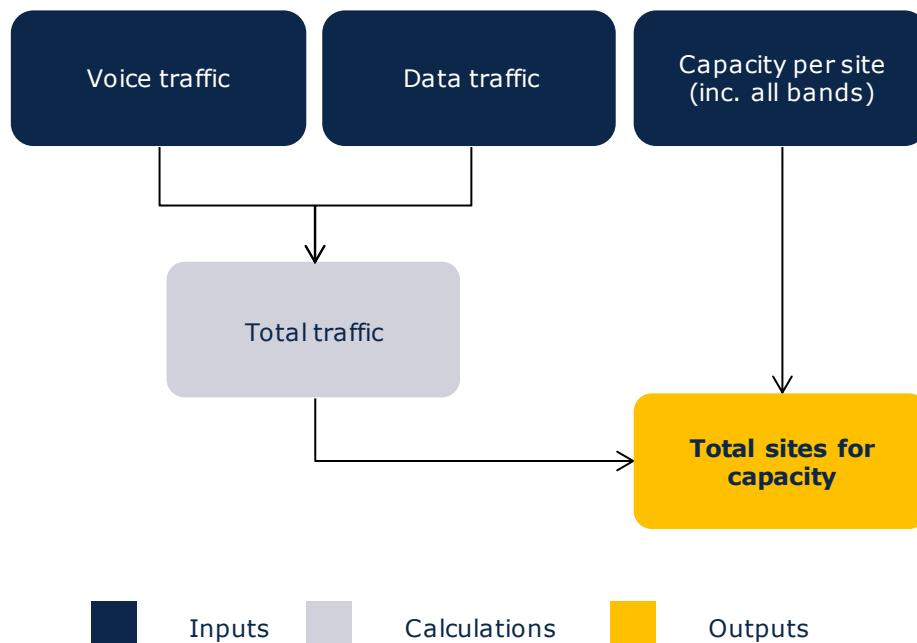 Voice traffic
Data traffic
Capacity per site
(inc. all bands)
Total traffic
Total sites for
capacity
Inputs
Calculations
Outputs